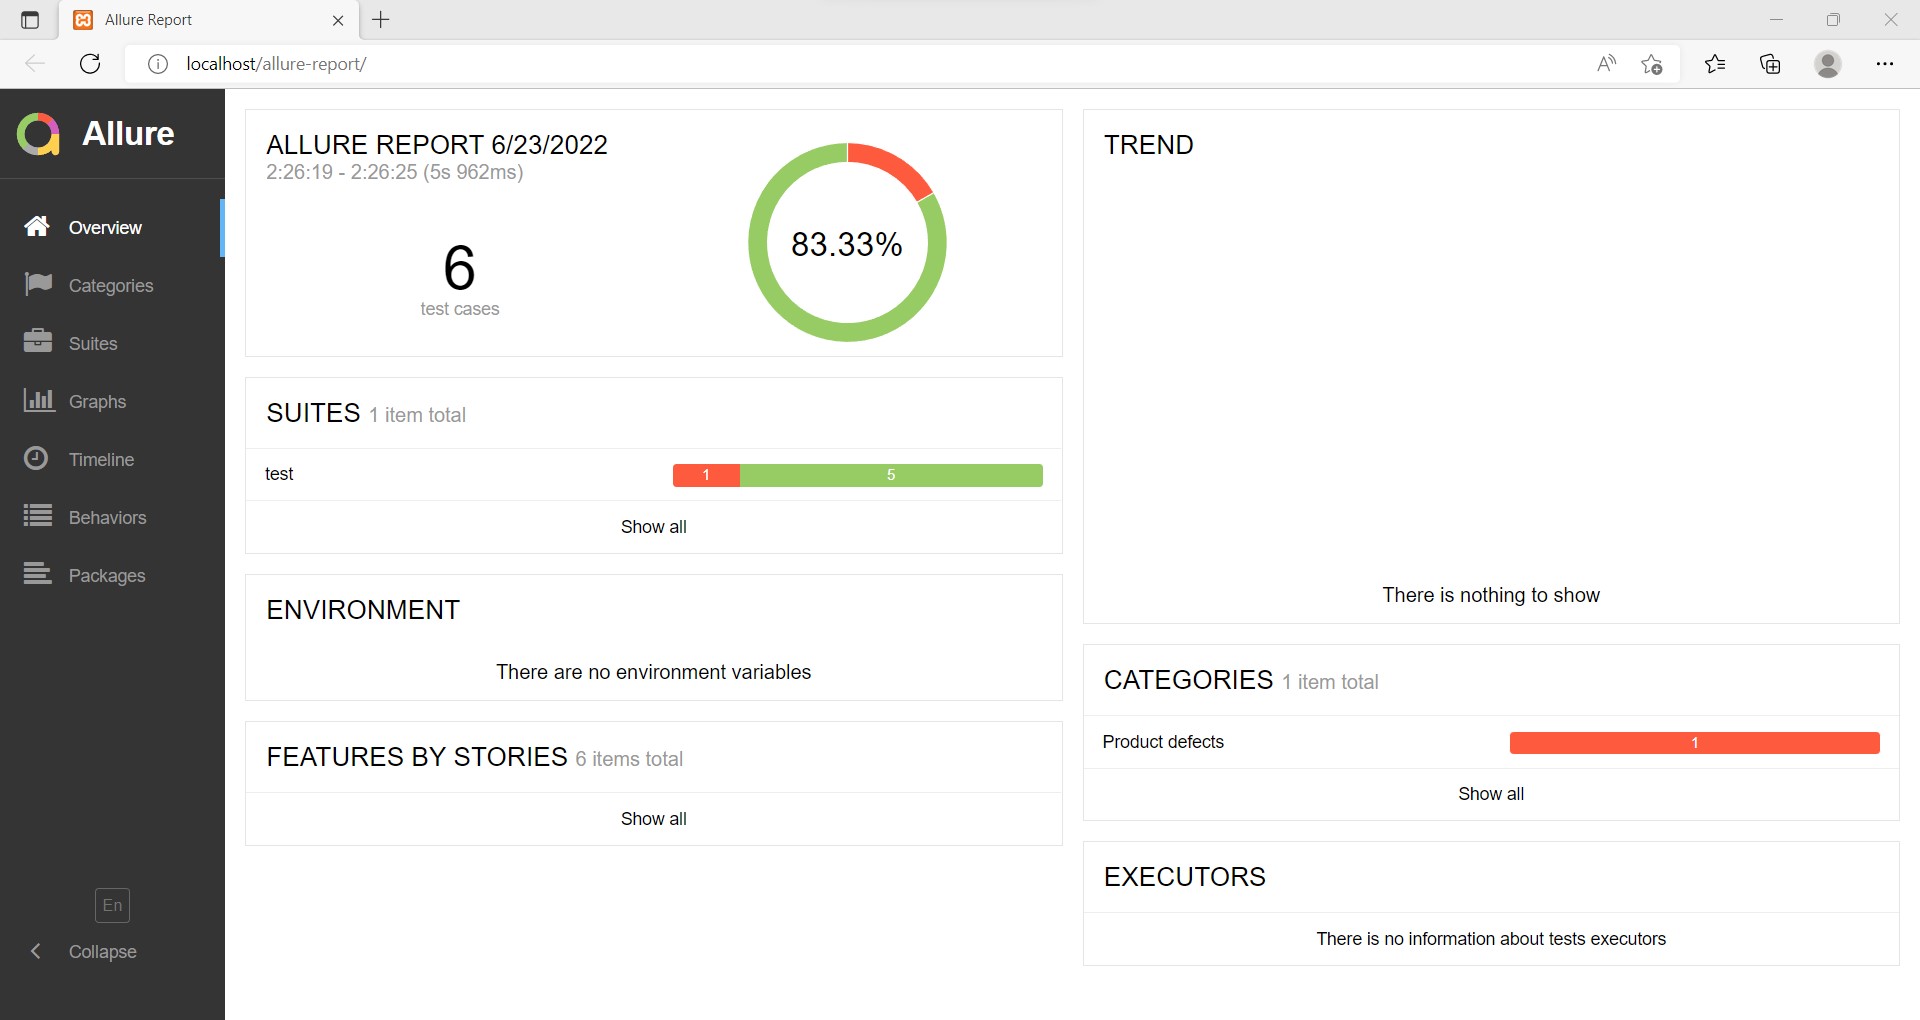 Allure Report
localhost/allure-report/
Allure
Overview
Categories
Suites
Graphs
Timeline
Behaviors
Packages
En
Collapse
ALLURE REPORT 6/23/2022
2:26:19 - 2:26:25 (5s 962ms)
6
test cases
83.33%
SUITES 1 item total
test 1 5
Show all
ENVIRONMENT
There are no environment variables
FEATURES BY STORIES 6 items total
Show all
TREND
There is nothing to show
CATEGORIES 1 item total
Product defects 1
Show all
EXECUTORS
There is no information about tests executors